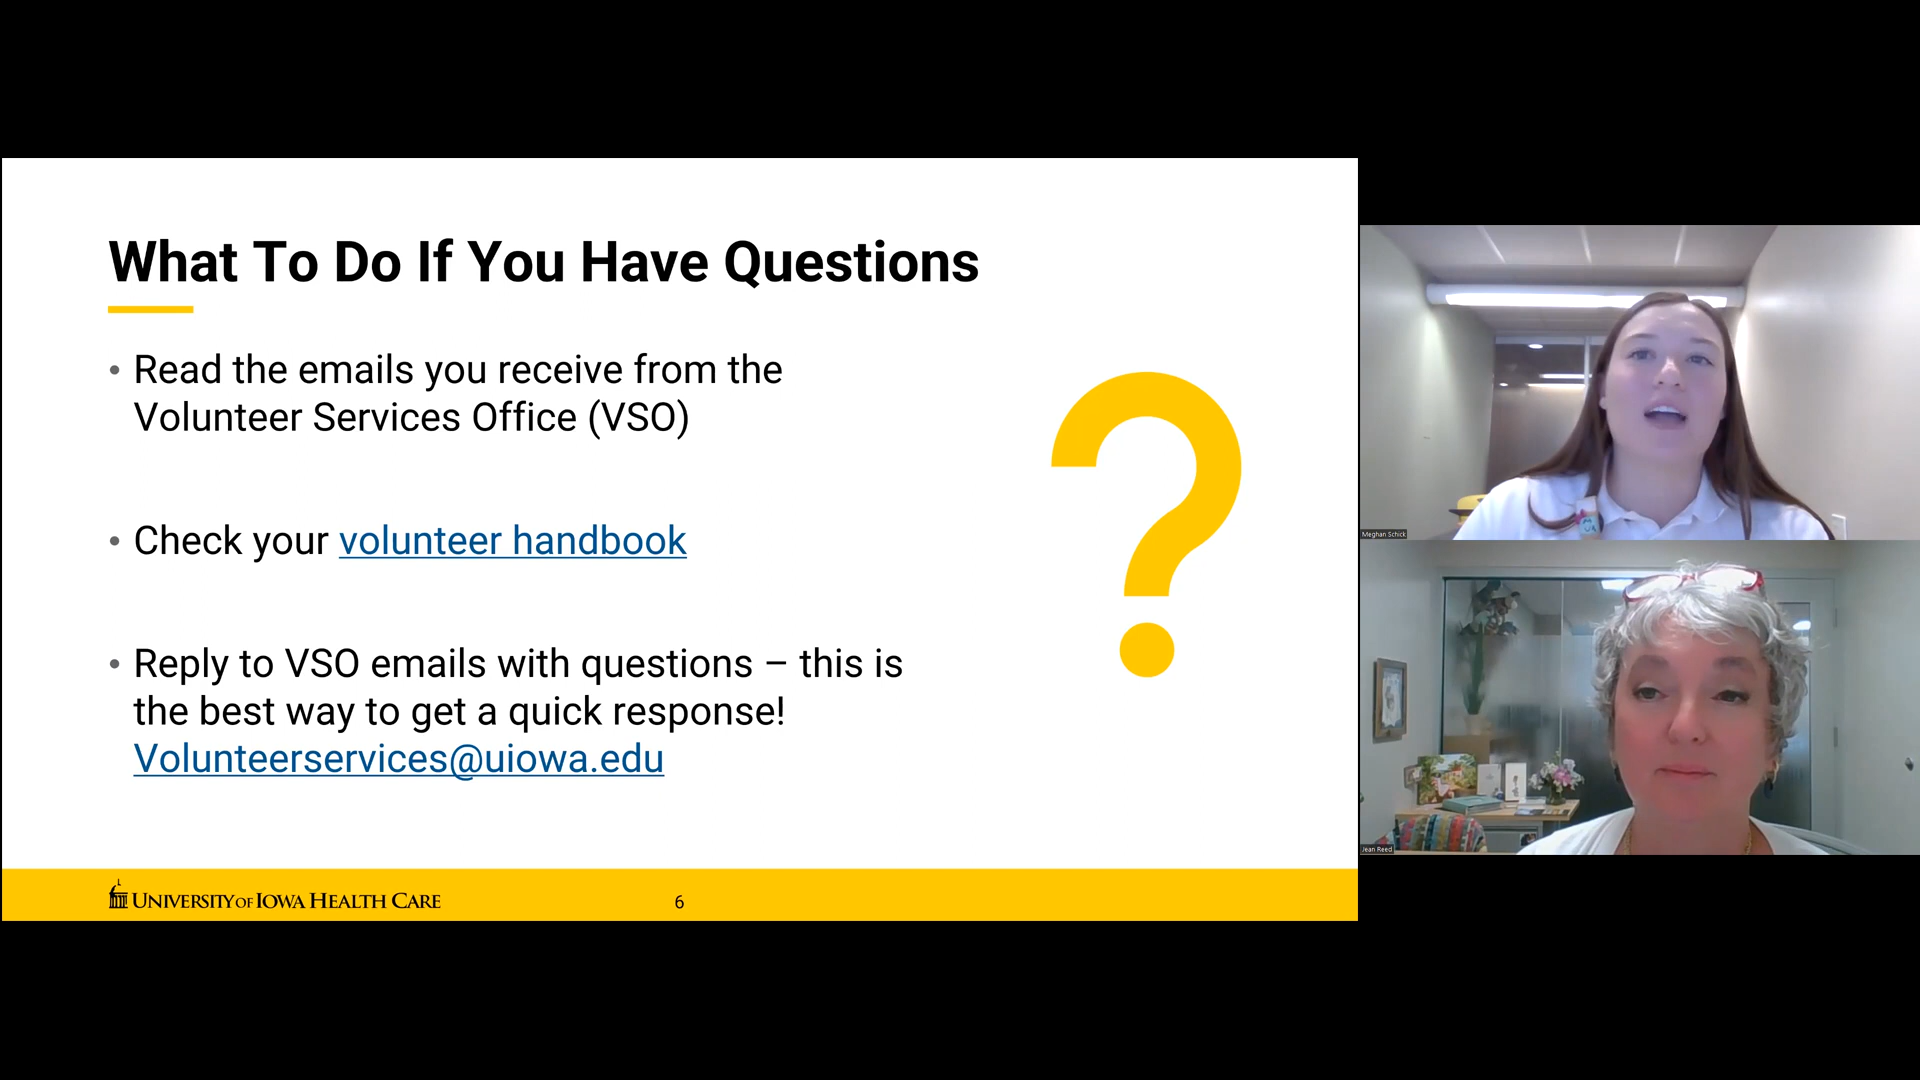 What To Do If You Have Questions
• Read the emails you receive from the
Volunteer Services Office (VSO)
• Check your volunteer handbook
• Reply to VSO emails with questions – this is
the best way to get a quick response!
Volunteerservices@uiowa.edu
?
UNIVERSITY OF IOWA HEALTH CARE
6
Meghan Schick
Jean Reed